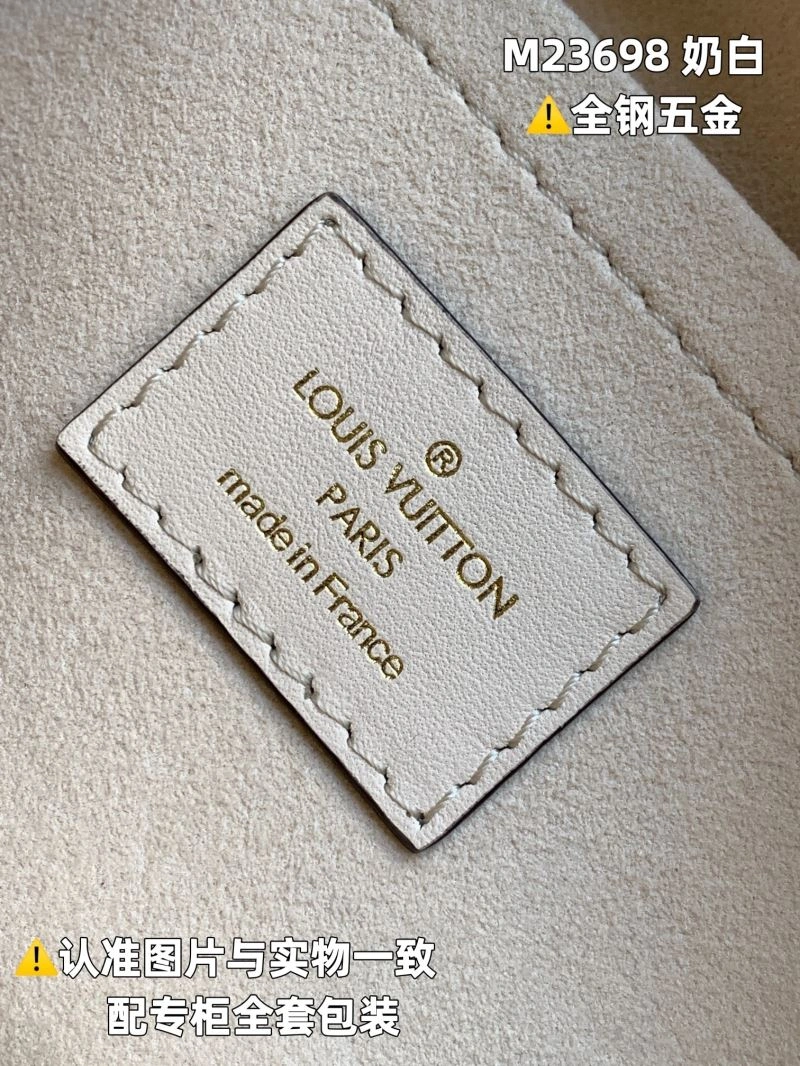 M23698 奶白
⚠️全钢五金
®
LOUIS VUITTON
PARIS
made in France
⚠️认准图片与实物一致
配专柜全套包装